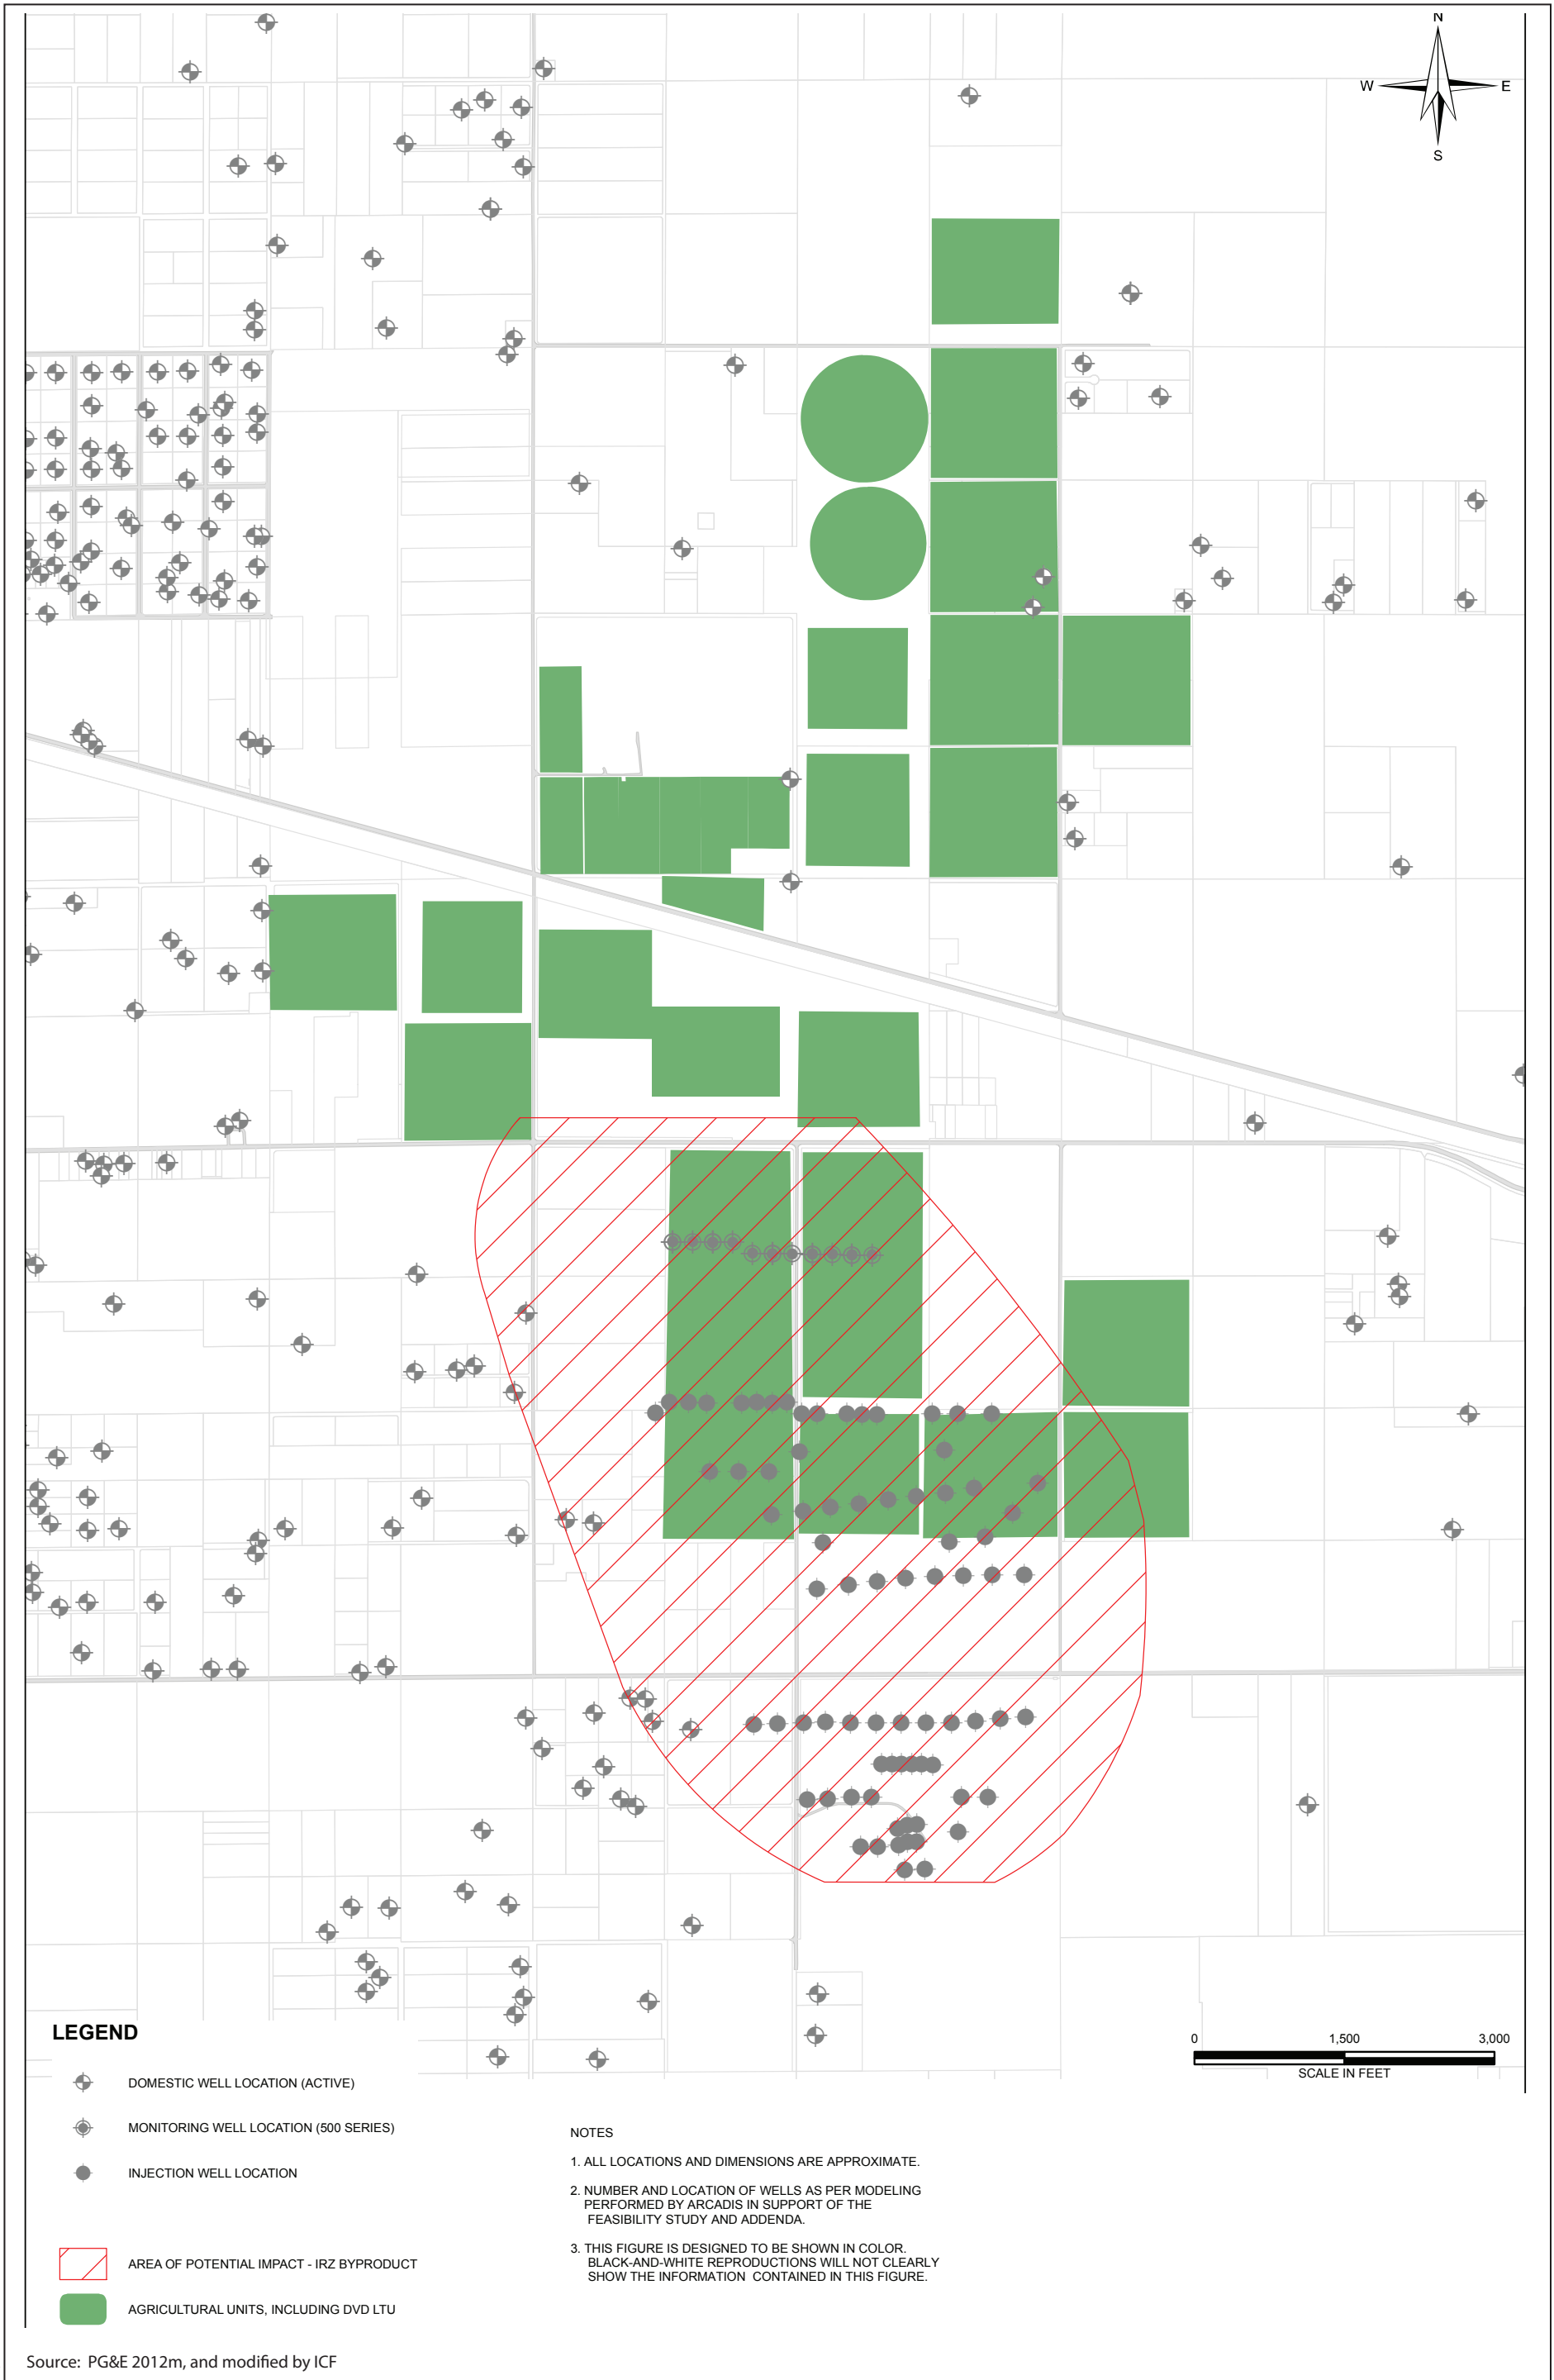 N
W E
S
LEGEND
DOMESTIC WELL LOCATION (ACTIVE)
MONITORING WELL LOCATION (500 SERIES)
INJECTION WELL LOCATION
AREA OF POTENTIAL IMPACT - IRZ BYPRODUCT
AGRICULTURAL UNITS, INCLUDING DVD LTU
0 1,500 3,000
SCALE IN FEET
NOTES
1. ALL LOCATIONS AND DIMENSIONS ARE APPROXIMATE.
2. NUMBER AND LOCATION OF WELLS AS PER MODELING
PERFORMED BY ARCADIS IN SUPPORT OF THE
FEASIBILITY STUDY AND ADDENDA.
3. THIS FIGURE IS DESIGNED TO BE SHOWN IN COLOR.
BLACK-AND-WHITE REPRODUCTIONS WILL NOT CLEARLY
SHOW THE INFORMATION CONTAINED IN THIS FIGURE.
Source: PG&E 2012m, and modified by ICF